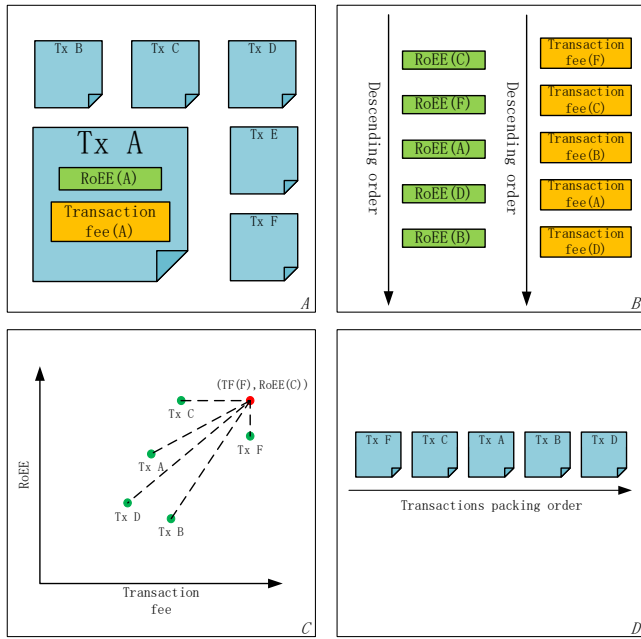 Tx B
Tx C
Tx D
Tx A
RoEE(A)
Transaction
fee(A)
Tx E
Tx F
A
Descending order
RoEE(C)
RoEE(F)
RoEE(A)
RoEE(D)
RoEE(B)
Descending order
Transaction
fee(F)
Transaction
fee(C)
Transaction
fee(B)
Transaction
fee(A)
Transaction
fee(D)
B
RoEE
(TF(F),RoEE(C))
Tx C
Tx F
Tx A
Tx D
Tx B
Transaction
fee
C
Tx F
Tx C
Tx A
Tx B
Tx D
Transactions packing order
D